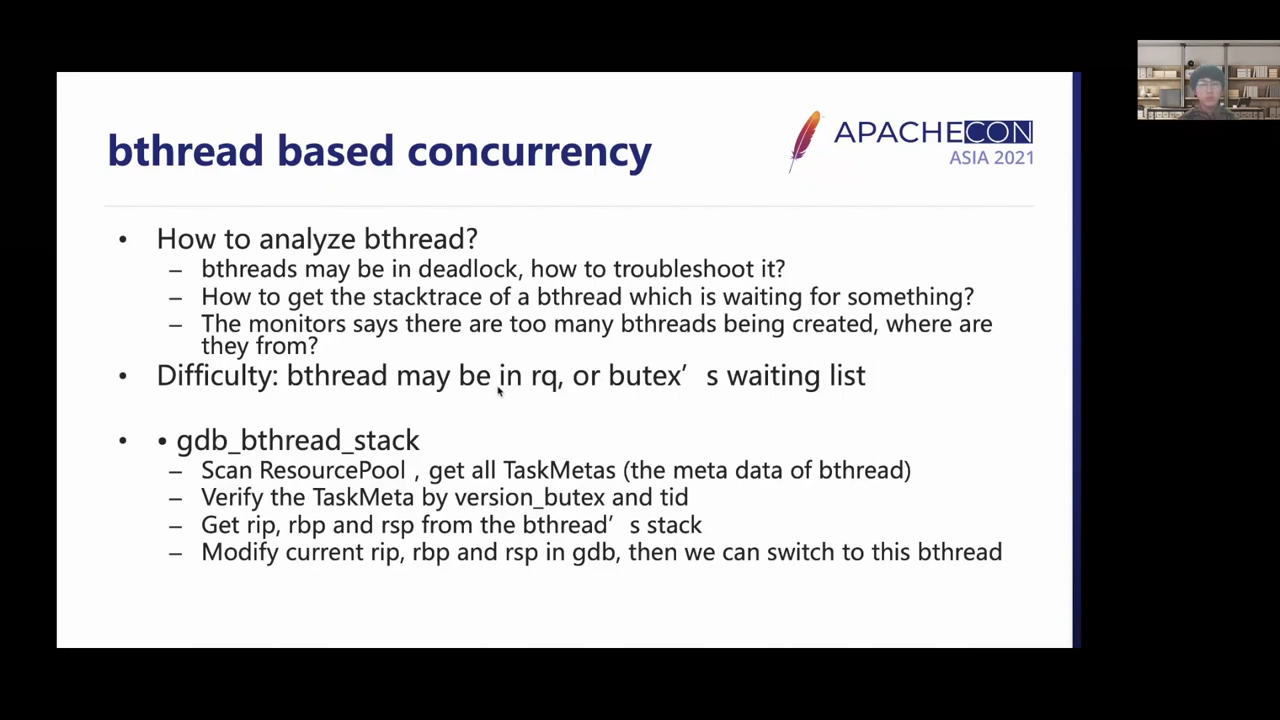 bthread based concurrency
APACHECON
ASIA 2021
• How to analyze bthread?
– bthreads may be in deadlock, how to troubleshoot it?
– How to get the stacktrace of a bthread which is waiting for something?
– The monitors says there are too many bthreads being created, where are
they from?
• Difficulty: bthread may be in rq, or butex’ s waiting list
• • gdb_bthread_stack
– Scan ResourcePool , get all TaskMetas (the meta data of bthread)
– Verify the TaskMeta by version_butex and tid
– Get rip, rbp and rsp from the bthread’ s stack
– Modify current rip, rbp and rsp in gdb, then we can switch to this bthread